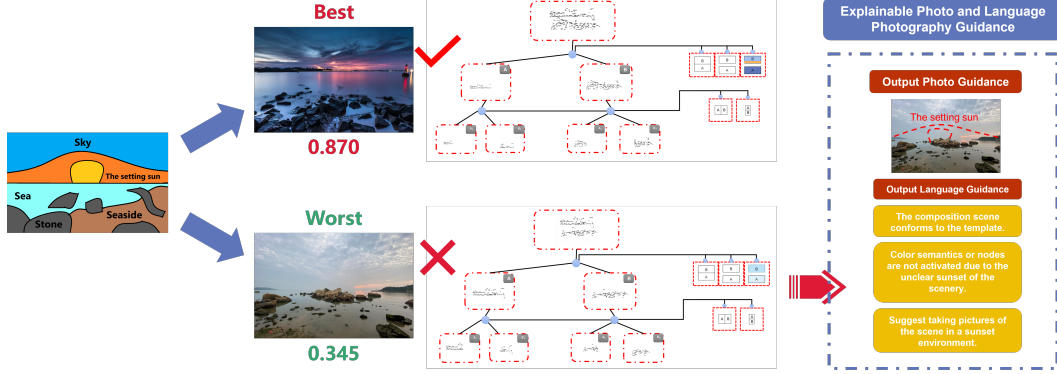 Sky
The setting sun
Sea
Stone
Seaside
Best
0.870
Worst
0.345
A
B
B
A
B
A
B
A
A B
A
B
A
B
B
A
B
A
B
A
A B
A
B
Explainable Photo and Language
Photography Guidance
Output Photo Guidance
The setting sun
Output Language Guidance
The composition scene
conforms to the template.
Color semantics or nodes
are not activated due to the
unclear sunset of the
scenery.
Suggest taking pictures of
the scene in a sunset
environment.